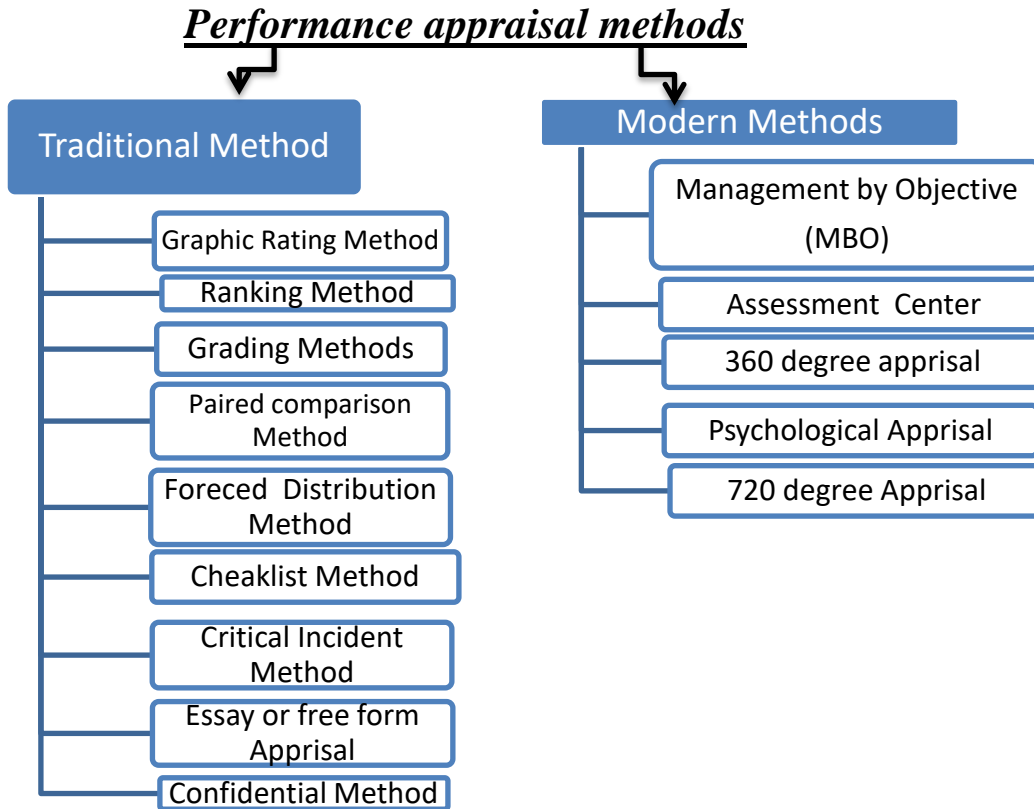 Performance appraisal methods
Traditional Method
Graphic Rating Method
Ranking Method
Grading Methods
Paired comparison
Method
Foreced Distribution
Method
Cheaklist Method
Critical Incident
Method
Essay or free form
Apprisal
Confidential Method
Modern Methods
Management by Objective
(MBO)
Assessment Center
360 degree apprisal
Psychological Apprisal
720 degree Apprisal